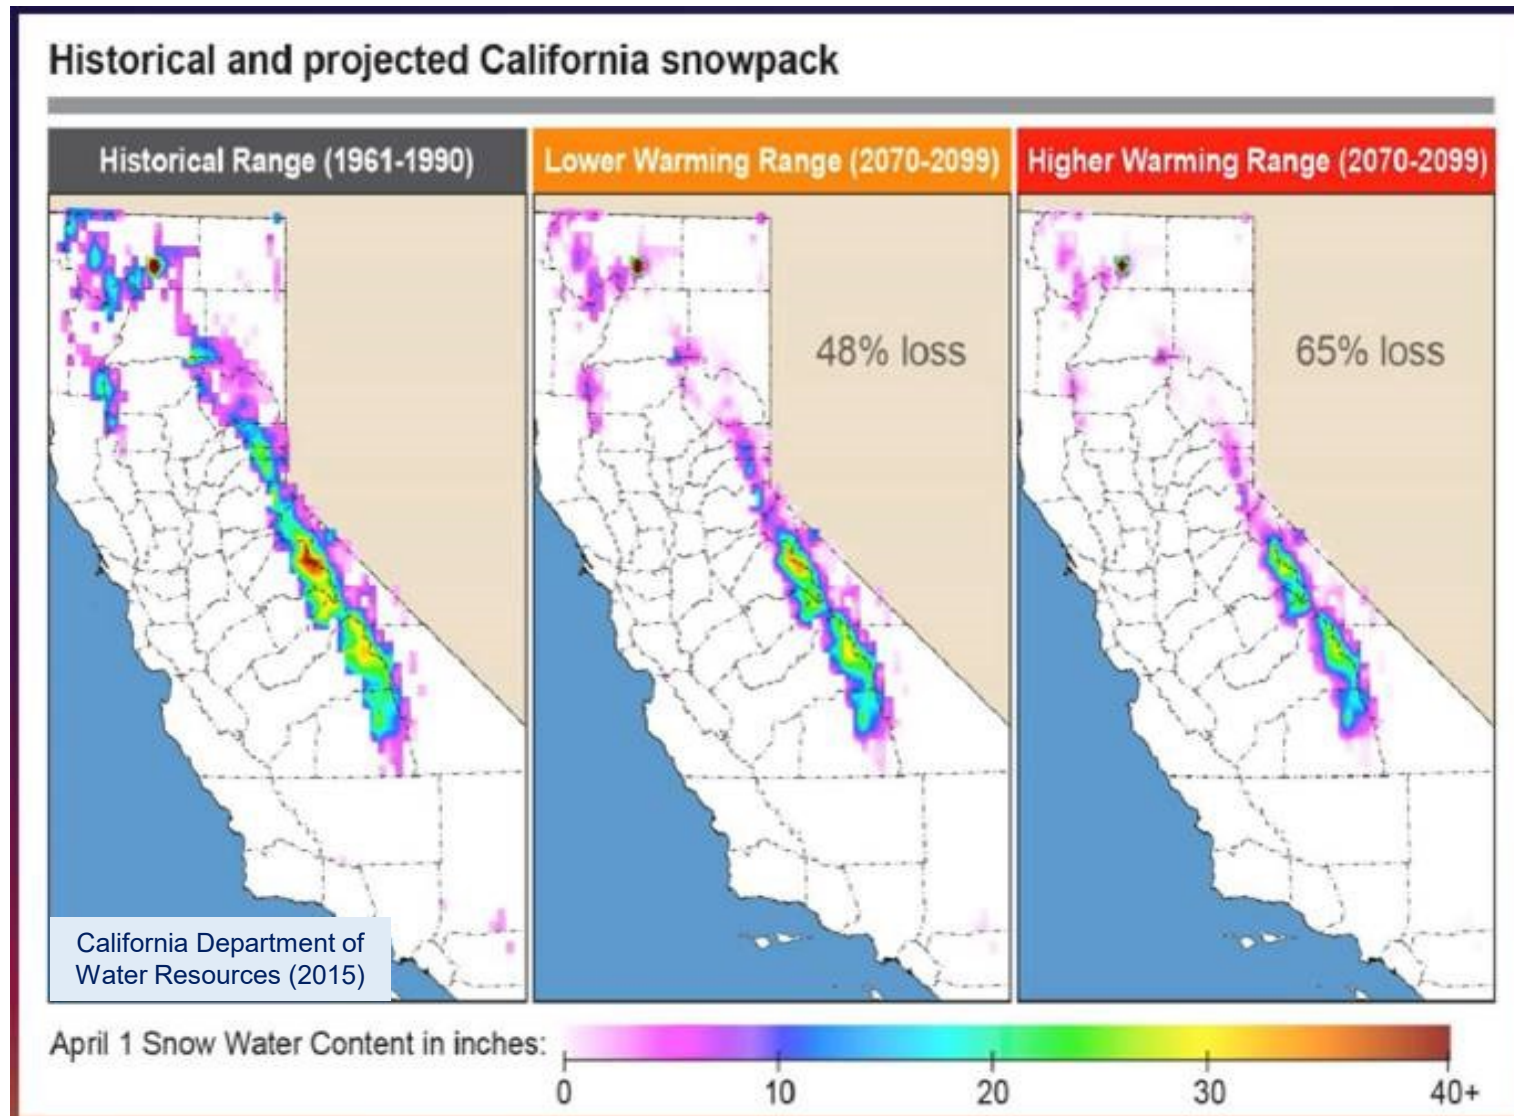 Historical and projected California snowpack
Historical Range (1961-1990)
Lower Warming Range (2070-2099)
Higher Warming Range (2070-2099)
48% loss
65% loss
California Department of
Water Resources (2015)
April 1 Snow Water Content in inches:
0 10 20 30 40+